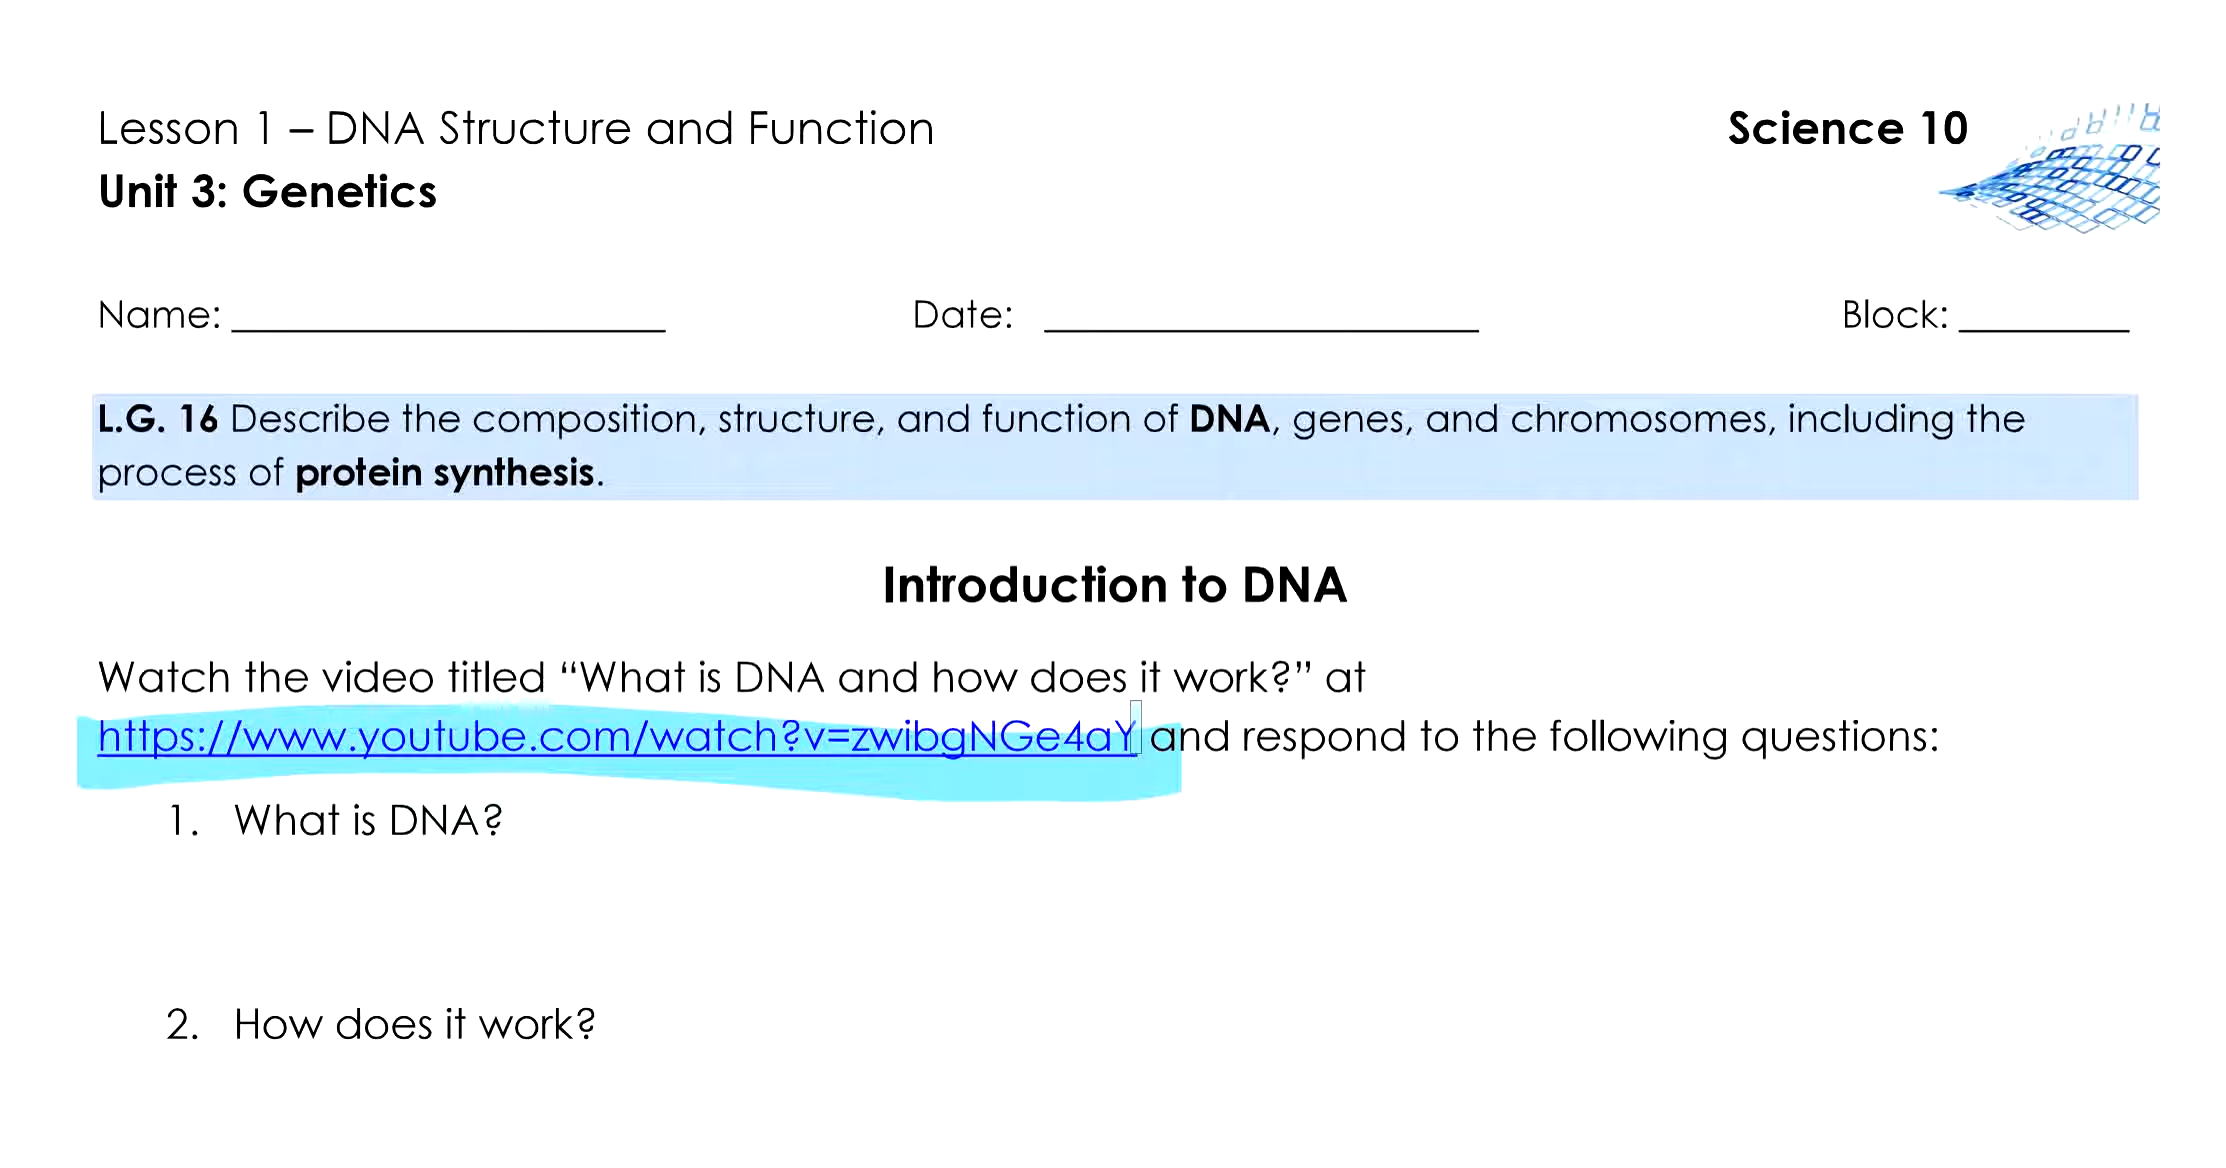 Lesson 1 – DNA Structure and Function
Science 10
Unit 3: Genetics
Name: ____________________ Date: ____________________ Block: ________
L.G. 16 Describe the composition, structure, and function of DNA, genes, and chromosomes, including the
process of protein synthesis.
Introduction to DNA
Watch the video titled “What is DNA and how does it work?” at
https://www.youtube.com/watch?v=zwibgNGe4aY and respond to the following questions:
1. What is DNA?
2. How does it work?